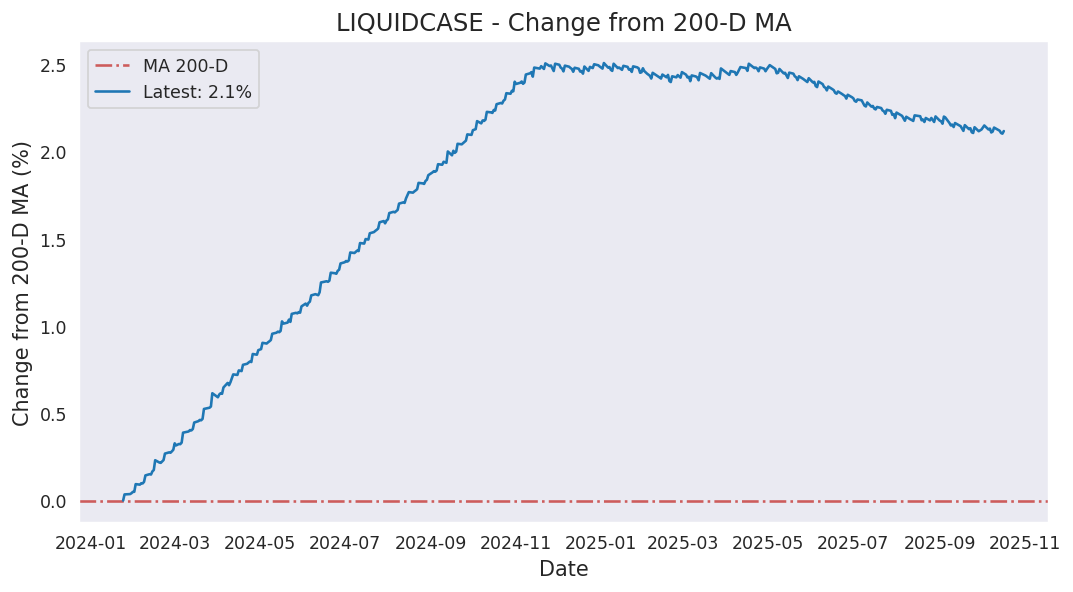 LIQUIDCASE - Change from 200-D MA
MA 200-D
Latest: 2.1%
Change from 200-D MA (%)
2.5
2.0
1.5
1.0
0.5
0.0
2024-01 2024-03 2024-05 2024-07 2024-09 2024-11 2025-01 2025-03 2025-05 2025-07 2025-09 2025-11
Date